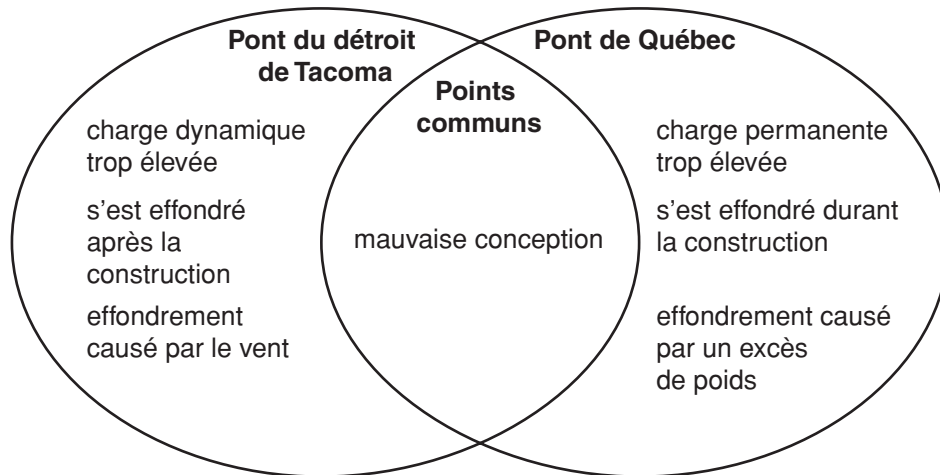 Pont du détroit
de Tacoma
Pont de Québec
Points
communs
charge dynamique
trop élevée
s'est effondré
après la
construction
effondrement
causé par le vent
mauvaise conception
charge permanente
trop élevée
s'est effondré durant
la construction
effondrement causé
par un excès
de poids